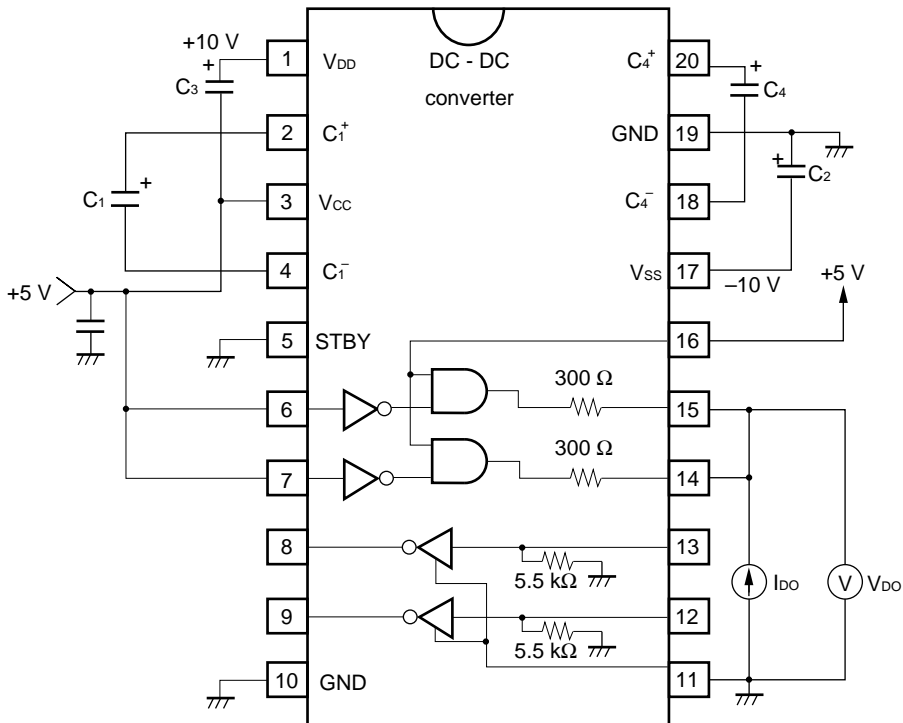 +10 V
C3
+
1
VDD
DC - DC
converter
C4+
20
+
C4
2
C1+
GND
19
+
C2
C1
+
3
VCC
C4−
18
4
C1−
VSS
17
–10 V
+5 V
+5 V
5
STBY
16
300 Ω
6
15
300 Ω
7
14
8
13
5.5 kΩ
IDO
V
VDO
9
12
5.5 kΩ
10
GND
11